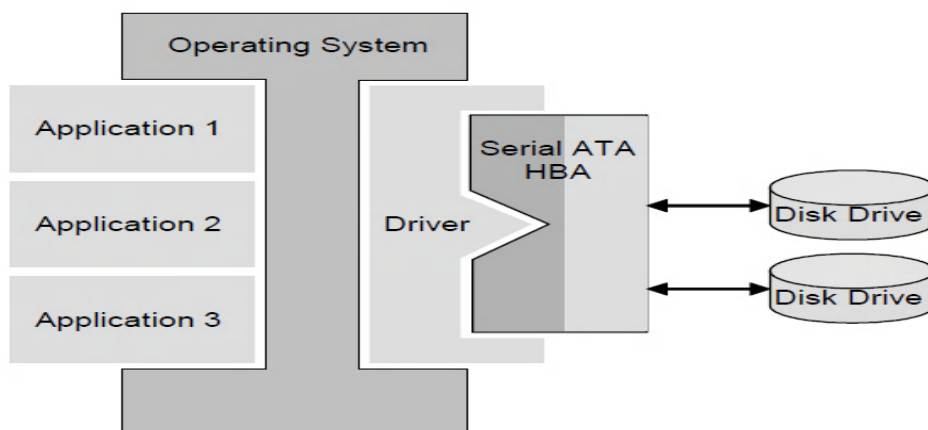 Operating System
Application 1
Application 2
Application 3
Driver
Serial ATA
HBA
Disk Drive
Disk Drive